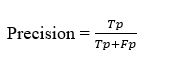 Precision = Tp / Tp+Fp